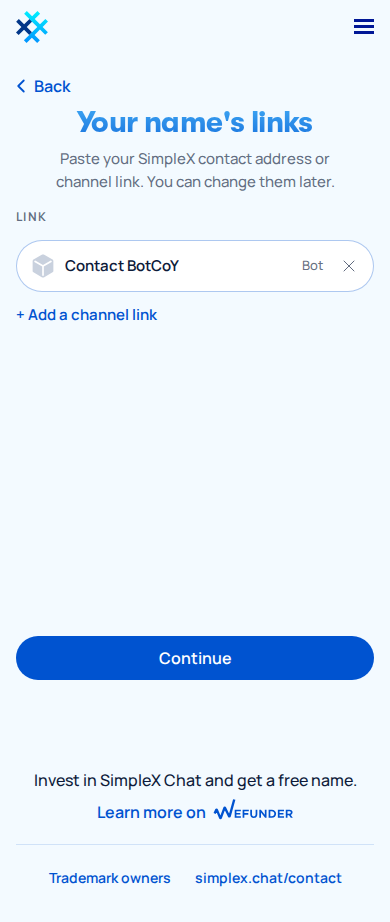 Back
Your name's links
Paste your SimpleX contact address or
channel link. You can change them later.
LINK
Contact BotCoY Bot
+ Add a channel link
Continue
Invest in SimpleX Chat and get a free name.
Learn more on WEFUNDER
Trademark owners simplex.chat/contact